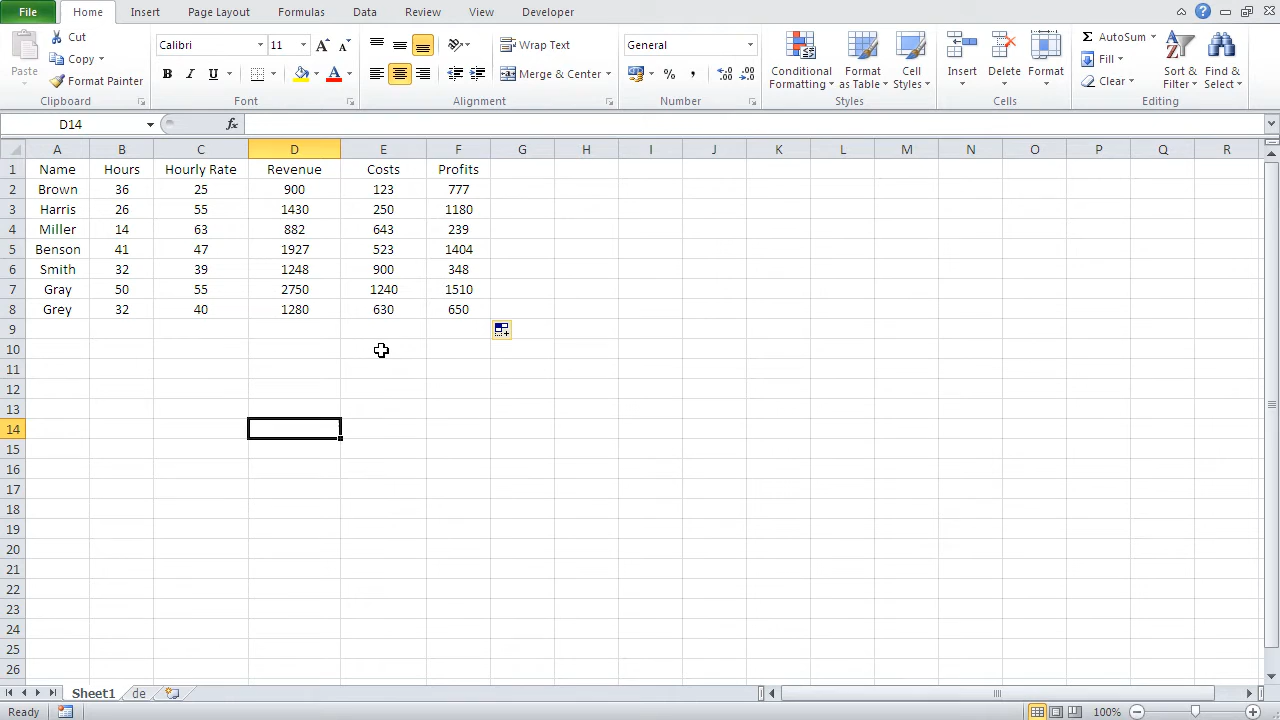 File Home Insert Page Layout Formulas Data Review View Developer
Paste Cut Calibri 11 Wrap Text General Conditional Formatting Format as Table Cell Styles Insert Delete Format Σ AutoSum Sort & Filter Find & Select
Copy Fill
Format Painter B I U A Merge & Center % , .00 .0 Clear
Clipboard Font Alignment Number Styles Cells Editing
D14 fx
A B C D E F G H I J K L M N O P Q R
1 Name Hours Hourly Rate Revenue Costs Profits
2 Brown 36 25 900 123 777
3 Harris 26 55 1430 250 1180
4 Miller 14 63 882 643 239
5 Benson 41 47 1927 523 1404
6 Smith 32 39 1248 900 348
7 Gray 50 55 2750 1240 1510
8 Grey 32 40 1280 630 650
9
10
11
12
13
14
15
16
17
18
19
20
21
22
23
24
25
26
Sheet1 de
Ready 100%